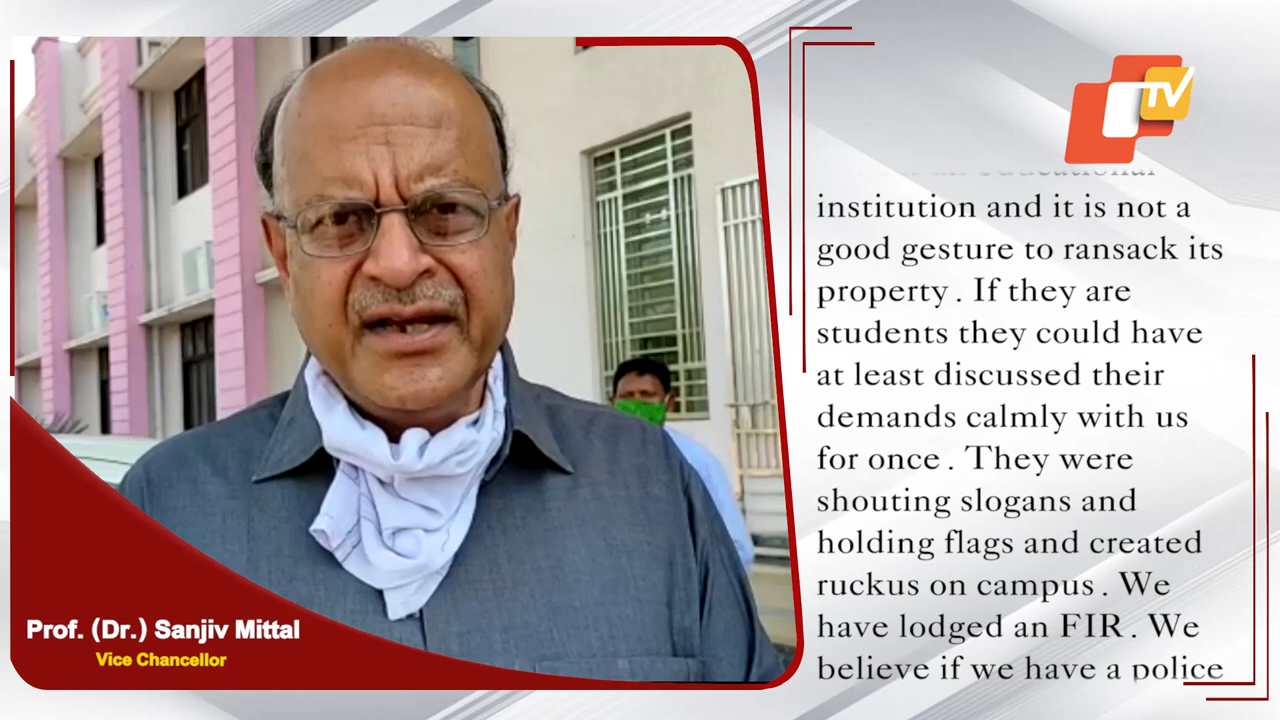 TV
institution and it is not a
good gesture to ransack its
property. If they are
students they could have
at least discussed their
demands calmly with us
for once. They were
shouting slogans and
holding flags and created
ruckus on campus. We
have lodged an FIR. We
believe if we have a police
Prof. (Dr.) Sanjiv Mittal
Vice Chancellor